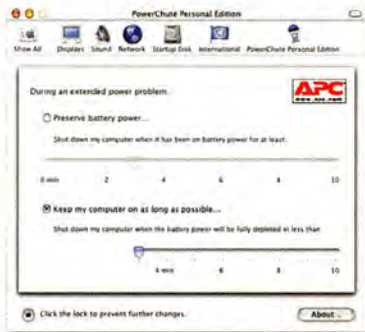 PowerChute Personal Edition
Show All Displays Sound Network Startup Disk International PowerChute Personal Edition
During an extended power problem...
APC
www.apc.com
Preserve battery power...
Shut down my computer when it has been on battery power for at least.
0 min 2 4 6 8 10
Keep my computer on as long as possible...
Shut down my computer when the battery power will be fully depleted in less than
4 min 6 8 10
Click the lock to prevent further changes.
About...